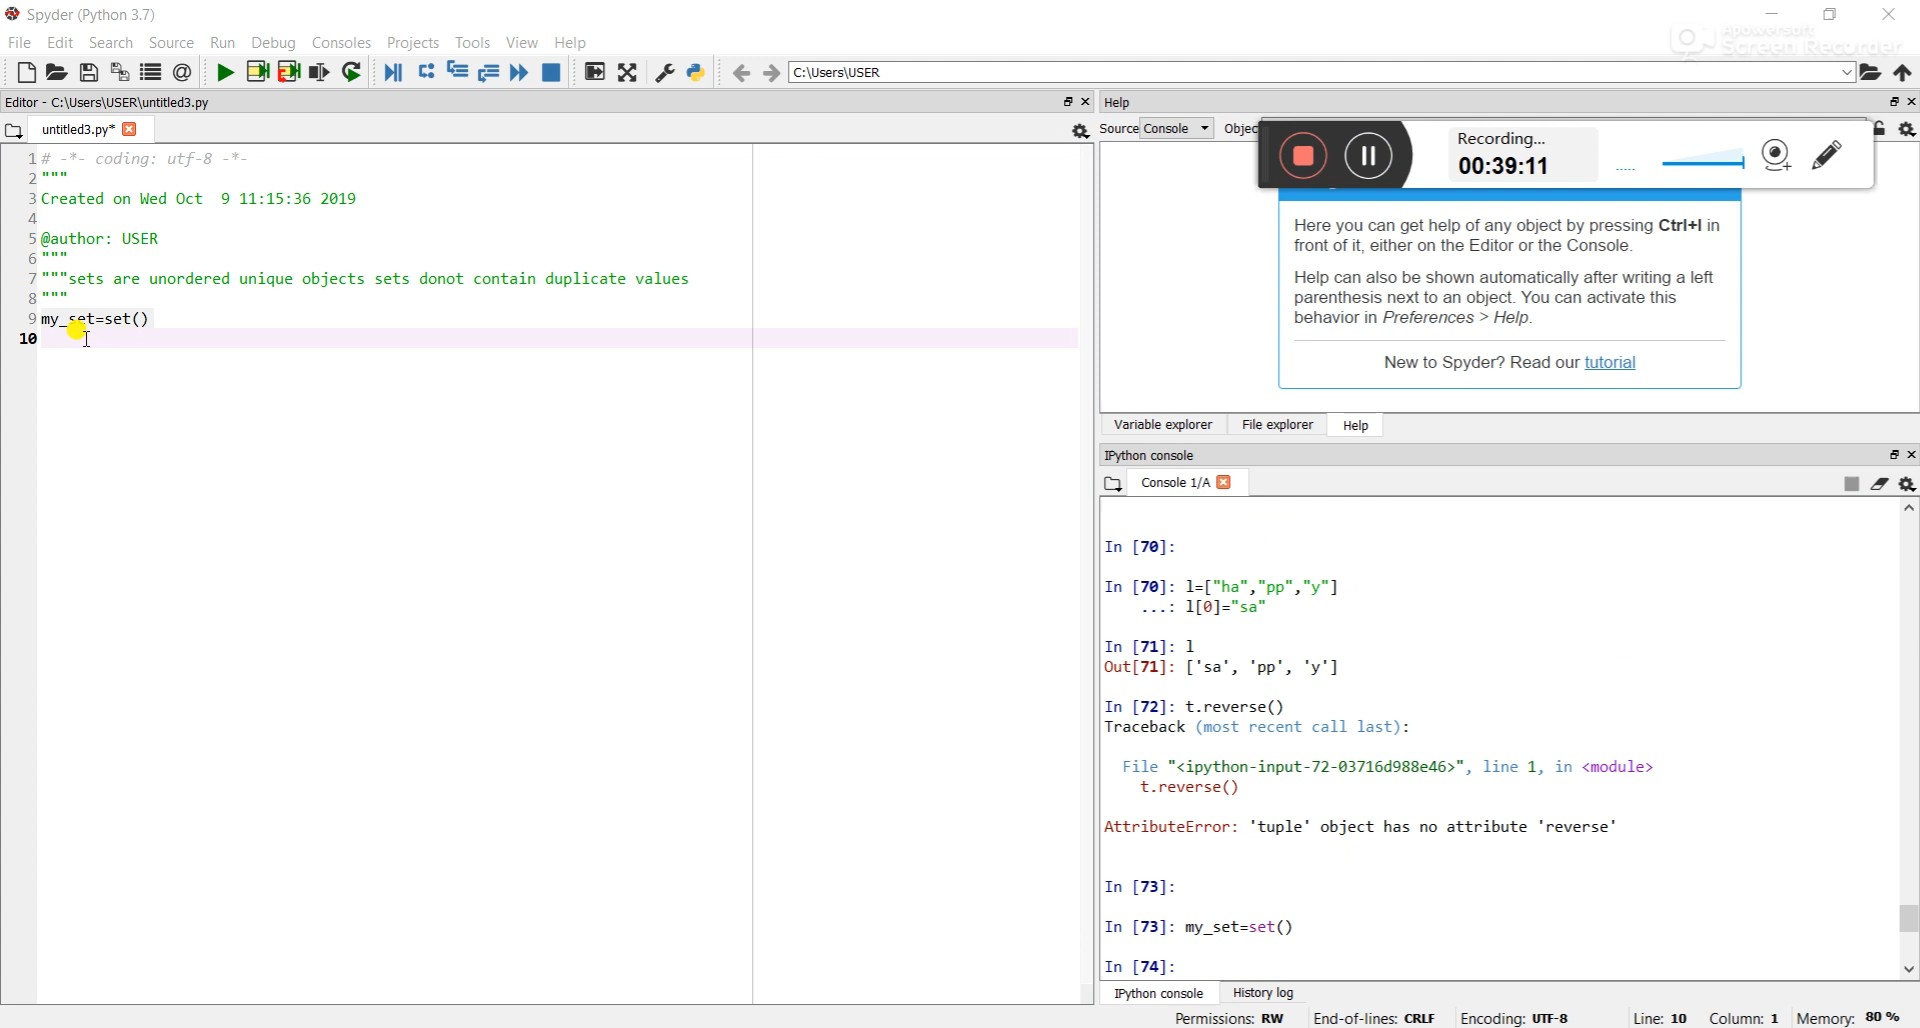 Spyder (Python 3.7)
Apowersoft
Screen Recorder
File Edit Search Source Run Debug Consoles Projects Tools View Help
C:\Users\USER
Editor - C:\Users\USER\untitled3.py
Help
untitled3.py*
Source Console Objec
Recording...
00:39:11
1 # -*- coding: utf-8 -*-
2 """
3 Created on Wed Oct  9 11:15:36 2019
4
5 @author: USER
6 """
7 """sets are unordered unique objects sets donot contain duplicate values
8 """
9 my_set=set()
10
Here you can get help of any object by pressing Ctrl+I in
front of it, either on the Editor or the Console.
Help can also be shown automatically after writing a left
parenthesis next to an object. You can activate this
behavior in Preferences > Help.
New to Spyder? Read our tutorial
Variable explorer File explorer Help
IPython console
Console 1/A
In [70]:
In [70]: l=["ha","pp","y"]
...: l[0]="sa"
In [71]: l
Out[71]: ['sa', 'pp', 'y']
In [72]: t.reverse()
Traceback (most recent call last):
File "<ipython-input-72-03716d988e46>", line 1, in <module>
t.reverse()
AttributeError: 'tuple' object has no attribute 'reverse'
In [73]:
In [73]: my_set=set()
In [74]:
IPython console History log
Permissions: RW End-of-lines: CRLF Encoding: UTF-8 Line: 10 Column: 1 Memory: 80 %